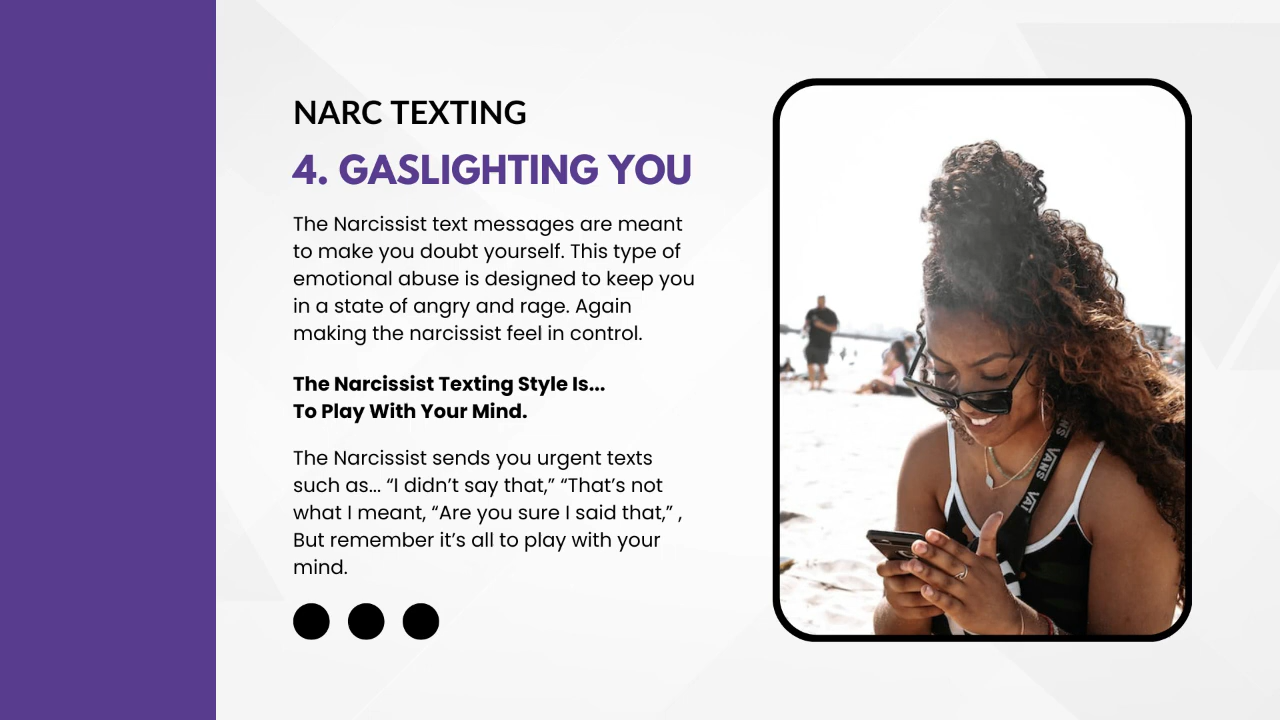 NARC TEXTING
4. GASLIGHTING YOU
The Narcissist text messages are meant
to make you doubt yourself. This type of
emotional abuse is designed to keep you
in a state of angry and rage. Again
making the narcissist feel in control.
The Narcissist Texting Style Is...
To Play With Your Mind.
The Narcissist sends you urgent texts
such as... “I didn’t say that,” “That’s not
what I meant, “Are you sure I said that,” ,
But remember it’s all to play with your
mind.
VANS
VANS